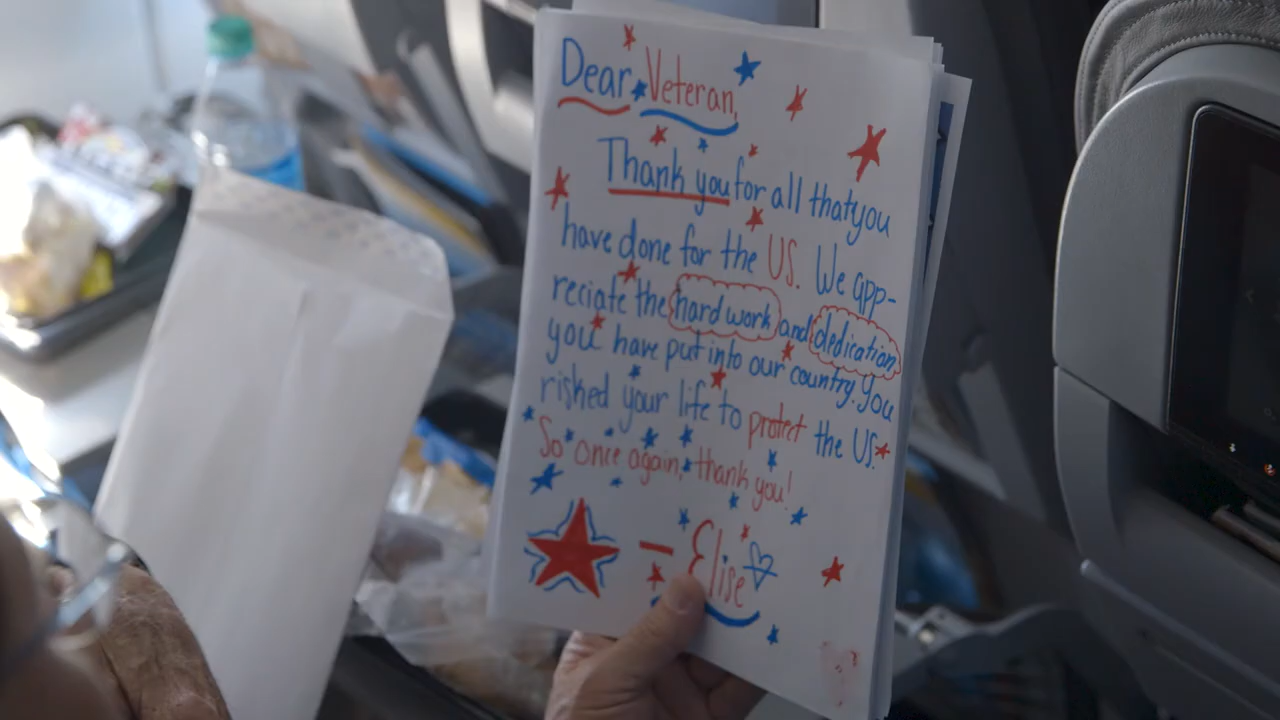 Dear Veteran,
Thank you for all that you
have done for the US. We app-
reciate the hard work and dedication
you have put into our country. You
risked your life to protect the US.
So once again, thank you!
- Elise